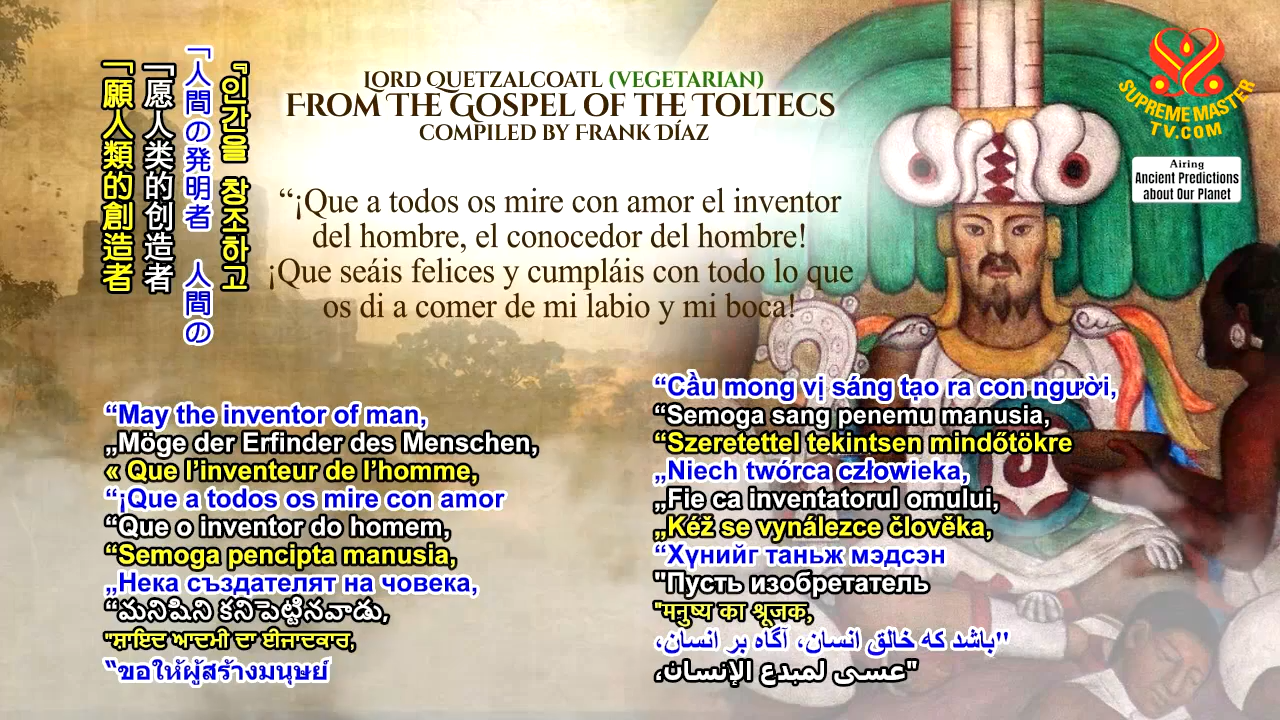 LORD QUETZALCOATL (VEGETARIAN)
FROM THE GOSPEL OF THE TOLTECS
COMPILED BY FRANK DÍAZ
“¡Que a todos os mire con amor el inventor
del hombre, el conocedor del hombre!
¡Que seáis felices y cumpláis con todo lo que
os di a comer de mi labio y mi boca!
SUPREME MASTER
TV.COM
Airing
Ancient Predictions
about Our Planet
『인간을 창조하고
「人間の発明者 人間の
「愿人类的创造者
「願人類的創造者
“May the inventor of man,
„Möge der Erfinder des Menschen,
« Que l’inventeur de l’homme,
“¡Que a todos os mire con amor
“Que o inventor do homem,
“Semoga pencipta manusia,
„Нека създателят на човека,
“మనిషిని కనిపెట్టినవాడు,
"ਸ਼ਾਇਦ ਆਦਮੀ ਦਾ ਈਜਾਦਕਾਰ,
“ขอให้ผู้สร้างมนุษย์
“Cầu mong vị sáng tạo ra con người,
“Semoga sang penemu manusia,
“Szeretettel tekintsen mindőtökre
„Niech twórca człowieka,
„Fie ca inventatorul omului,
„Kéž se vynálezce člověka,
“Хүнийг таньж мэдсэн
"Пусть изобретатель
"मनुष्य का श्रृजक,
"باشد که خالق انسان، آگاه بر انسان،
"عسى لمبدع الإنسان،